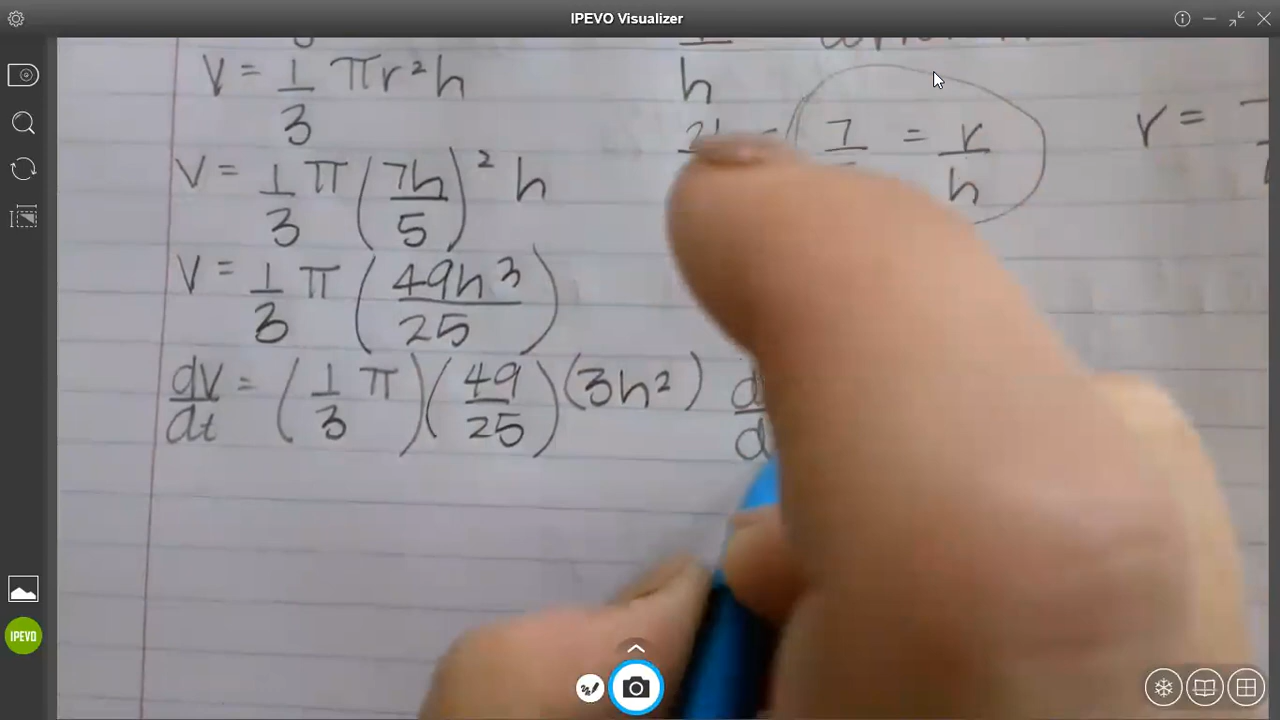 IPEVO Visualizer
V = 1/3 πr²h
h
7 = r/h
r =
V = 1/3 π (7h/5)² h
V = 1/3 π (49h³/25)
dV/dt = (1/3 π)(49/25)(3h²) d/d
IPEVO